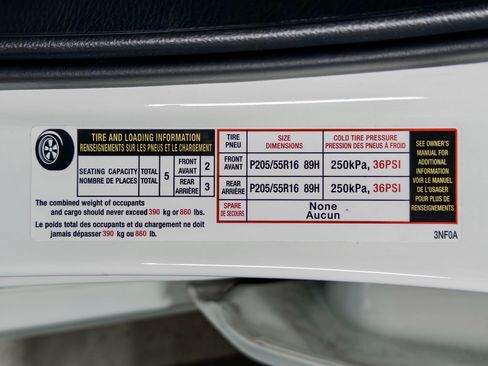 TIRE AND LOADING INFORMATION
RENSEIGNEMENTS SUR LES PNEUS ET LE CHARGEMENT
SEATING CAPACITY TOTAL 5 FRONT AVANT 2
NOMBRE DE PLACES TOTAL REAR ARRIÈRE 3
The combined weight of occupants
and cargo should never exceed 390 kg or 860 lbs.
Le poids total des occupants et du chargement ne doit
jamais dépasser 390 kg ou 860 lb.
TIRE PNEU SIZE DIMENSIONS COLD TIRE PRESSURE PRESSION DES PNEUS À FROID
FRONT AVANT P205/55R16 89H 250kPa, 36PSI
REAR ARRIÈRE P205/55R16 89H 250kPa, 36PSI
SPARE DE SECOURS None Aucun
SEE OWNER'S
MANUAL FOR
ADDITIONAL
INFORMATION
VOIR LE MANUEL
DE L'USAGER
POUR PLUS DE
RENSEIGNEMENTS
3NF0A